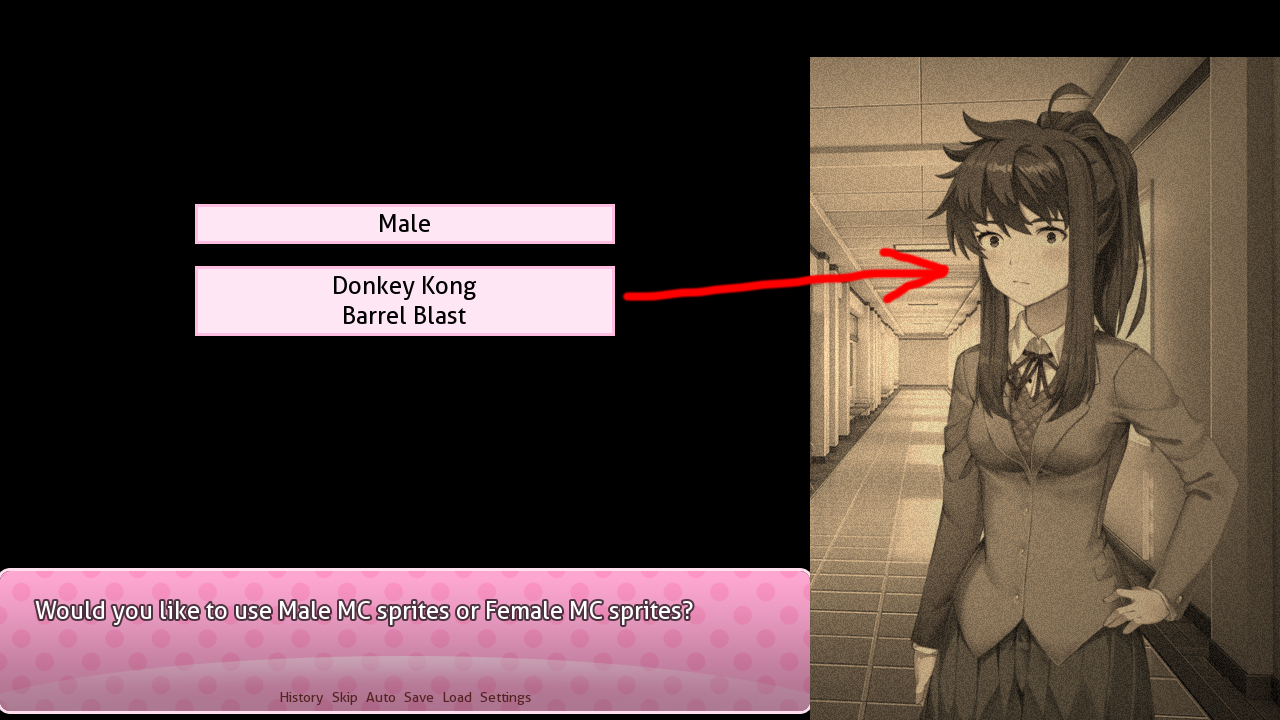 Male
Donkey Kong
Barrel Blast
Would you like to use Male MC sprites or Female MC sprites?
History Skip Auto Save Load Settings